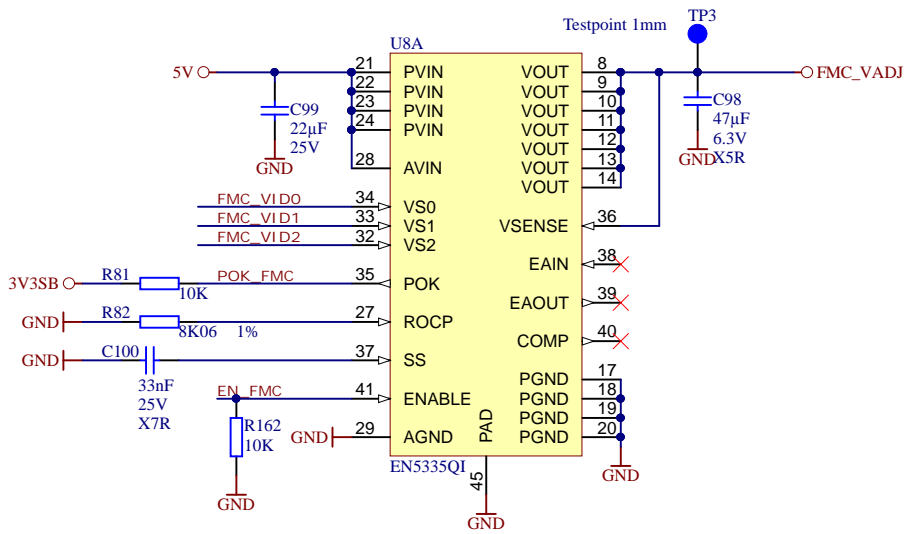 TP3
Testpoint 1mm
U8A
5V
21 PVIN VOUT 8
FMC_VADJ
22 PVIN VOUT 9
C99
23 PVIN VOUT 10
C98
22µF
24 PVIN VOUT 11
47µF
25V
VOUT 12
6.3V
GND
28 AVIN VOUT 13
GND X5R
VOUT 14
FMC_VID0 34 VS0
FMC_VID1 33 VS1 VSENSE 36
FMC_VID2 32 VS2
EAIN 38
3V3SB R81 10K POK_FMC 35 POK
EAOUT 39
GND R82 8K06 1% 27 ROCP
COMP 40
GND C100 37 SS
33nF
PGND 17
25V
EN_FMC 41 ENABLE PGND 18
X7R
PGND 19
R162
10K
GND 29 AGND PAD PGND 20
EN5335QI
45
GND
GND
GND